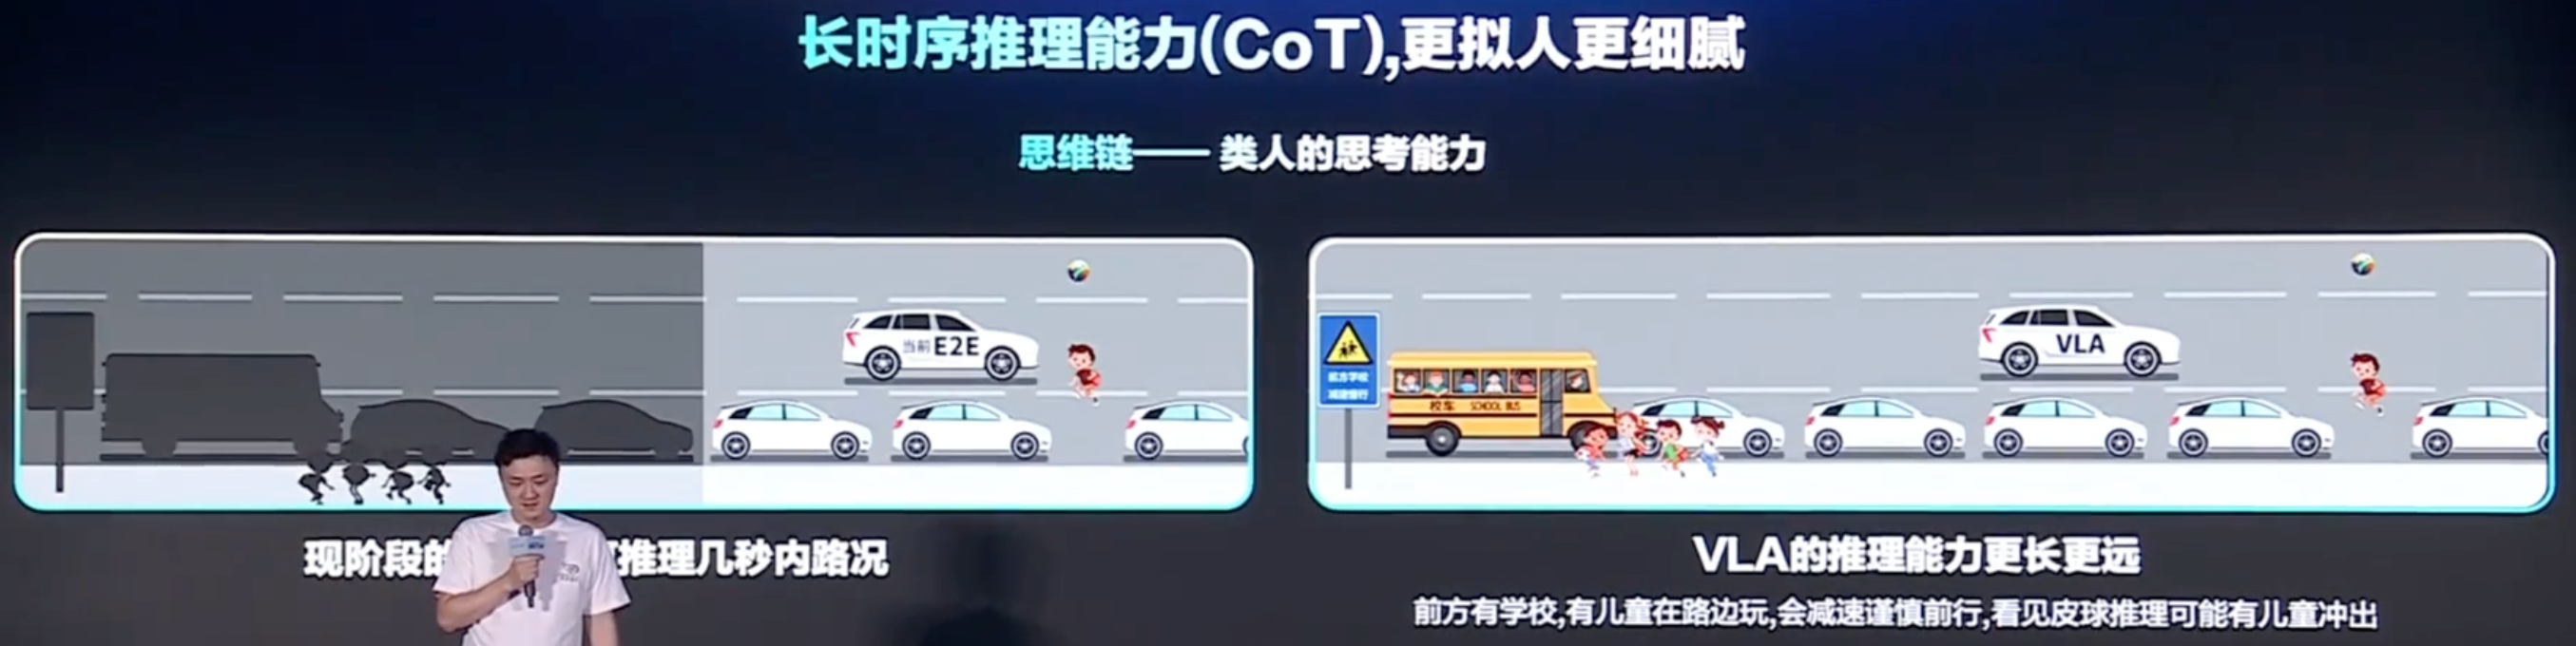 长时序推理能力(CoT),更拟人更细腻
思维链—— 类人的思考能力
当前E2E
VLA
前方学校
减速慢行
校车 SCHOOL BUS
现阶段的
推理几秒内路况
VLA的推理能力更长更远
前方有学校,有儿童在路边玩,会减速谨慎前行,看见皮球推理可能有儿童冲出